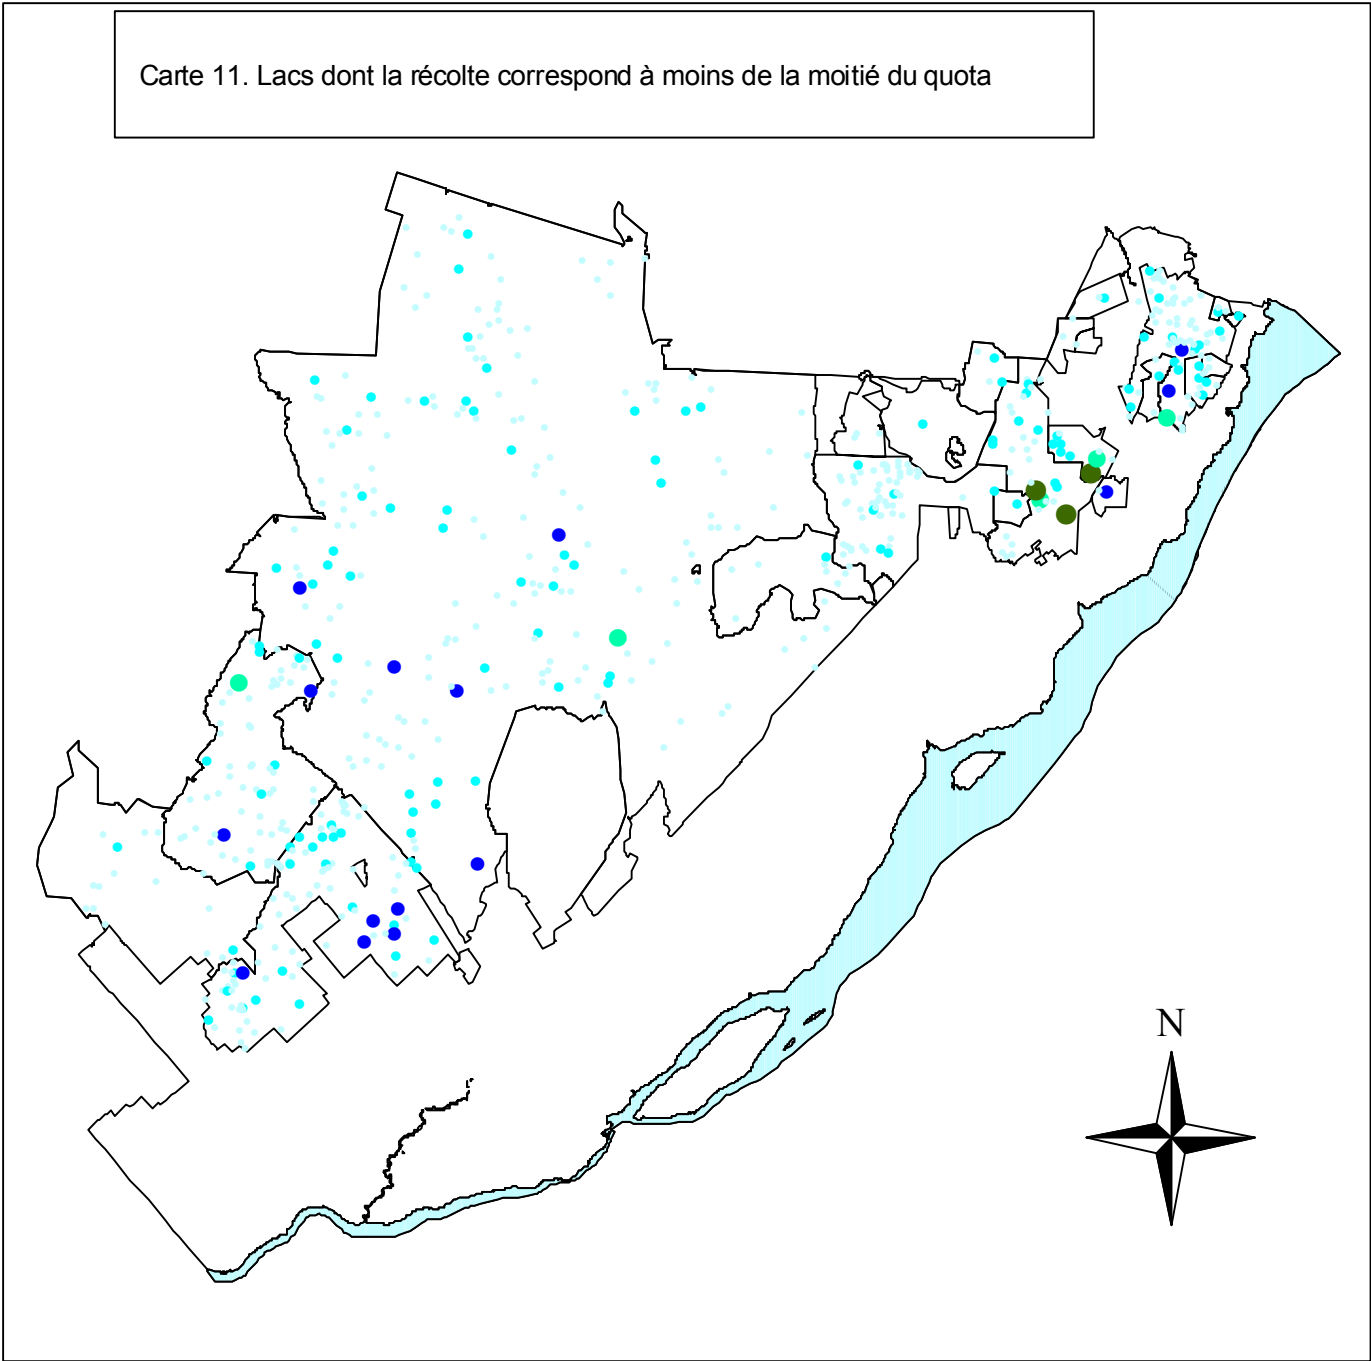 Carte 11. Lacs dont la récolte correspond à moins de la moitié du quota
N